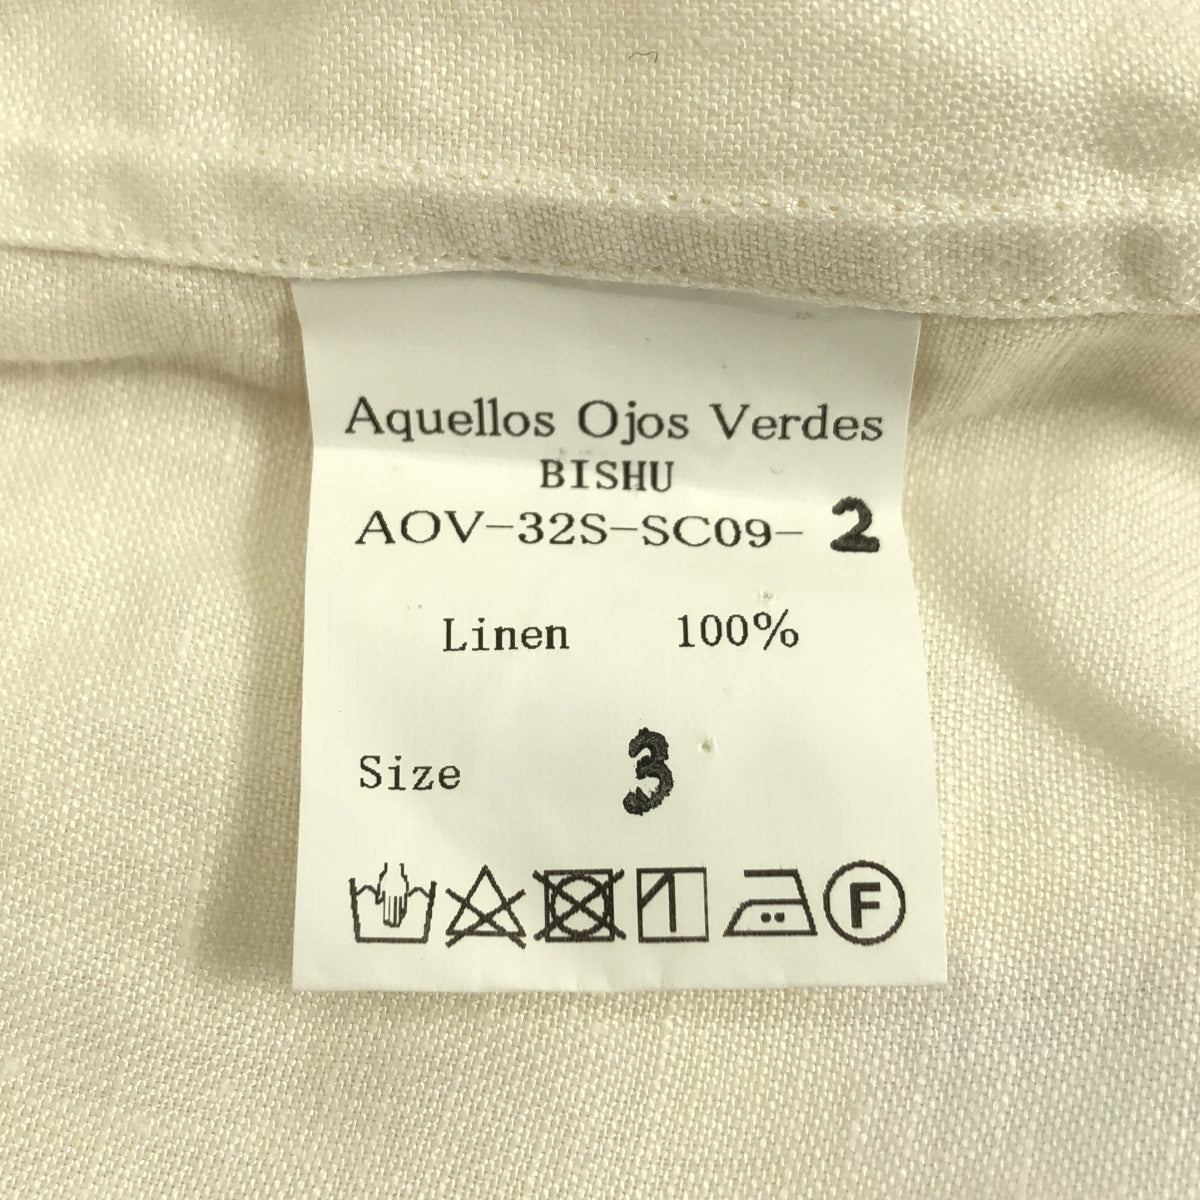 Aquellos Ojos Verdes
BISHU
AOV-32S-SC09-2
Linen 100%
Size 3
F